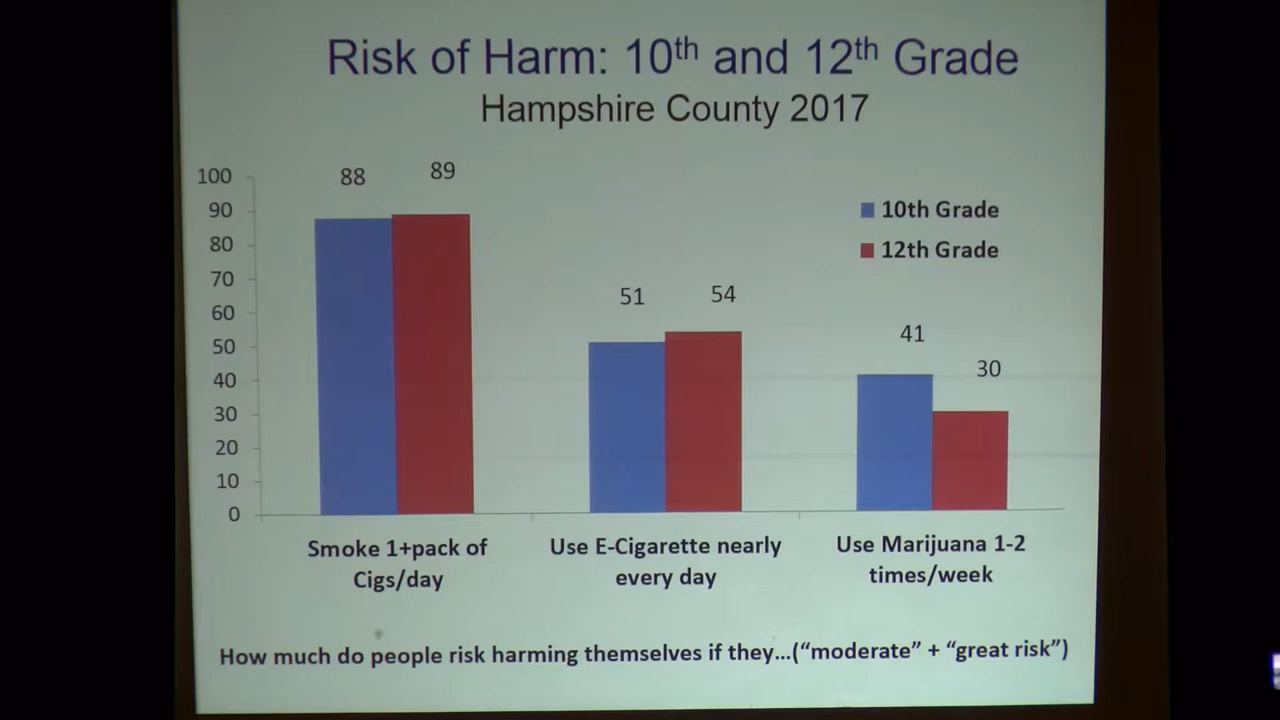 Risk of Harm: 10th and 12th Grade
Hampshire County 2017
100
90
80
70
60
50
40
30
20
10
0
88
89
51
54
41
30
10th Grade
12th Grade
Smoke 1+pack of
Cigs/day
Use E-Cigarette nearly
every day
Use Marijuana 1-2
times/week
How much do people risk harming themselves if they...(“moderate” + “great risk”)